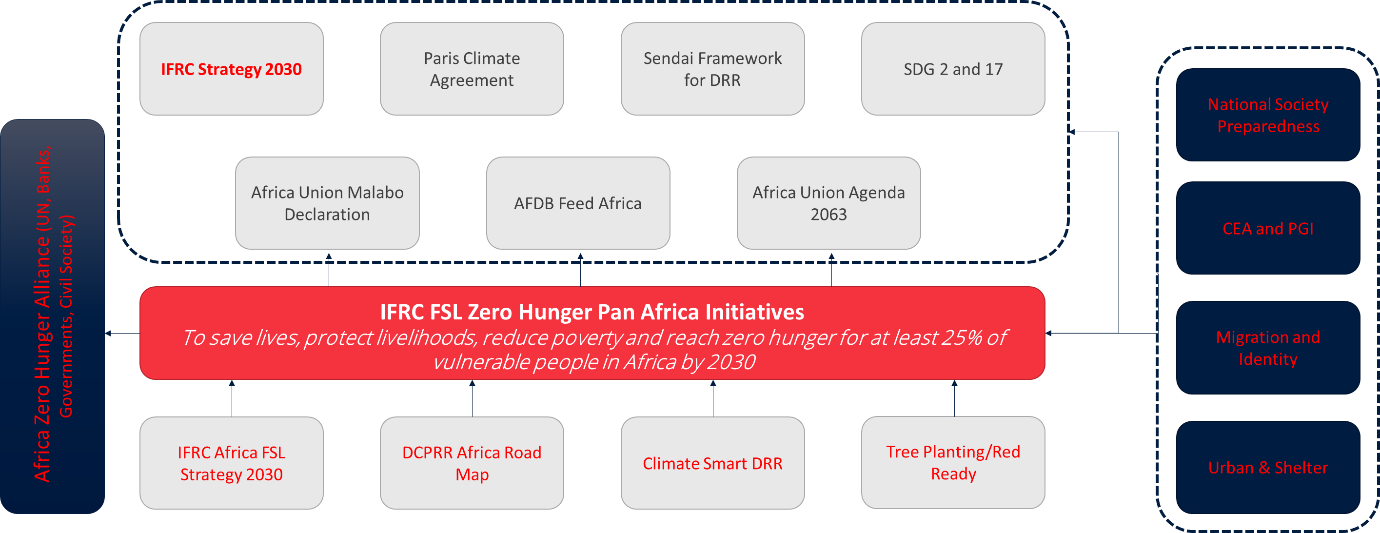 IFRC Strategy 2030
Paris Climate
Agreement
Sendai Framework
for DRR
SDG 2 and 17
Africa Union Malabo
Declaration
AFDB Feed Africa
Africa Union Agenda
2063
Africa Zero Hunger Alliance (UN, Banks,
Governments, Civil Society)
IFRC FSL Zero Hunger Pan Africa Initiatives
To save lives, protect livelihoods, reduce poverty and reach zero hunger for at least 25% of
vulnerable people in Africa by 2030
IFRC Africa FSL
Strategy 2030
DCPRR Africa Road
Map
Climate Smart DRR
Tree Planting/Red
Ready
National Society
Preparedness
CEA and PGI
Migration and
Identity
Urban & Shelter